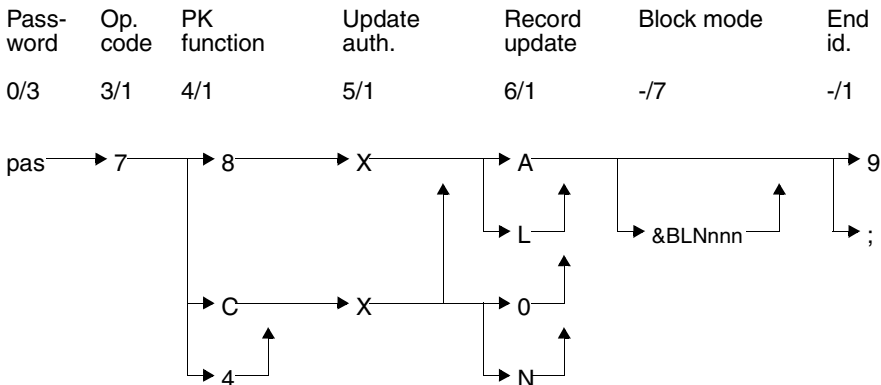 Pass-
word
Op.
code
PK
function
Update
auth.
Record
update
Block mode
End
id.
0/3 3/1 4/1 5/1 6/1 -/7 -/1
pas 7 8 X A 9
L &BLNnnn ;
C X 0
4 N